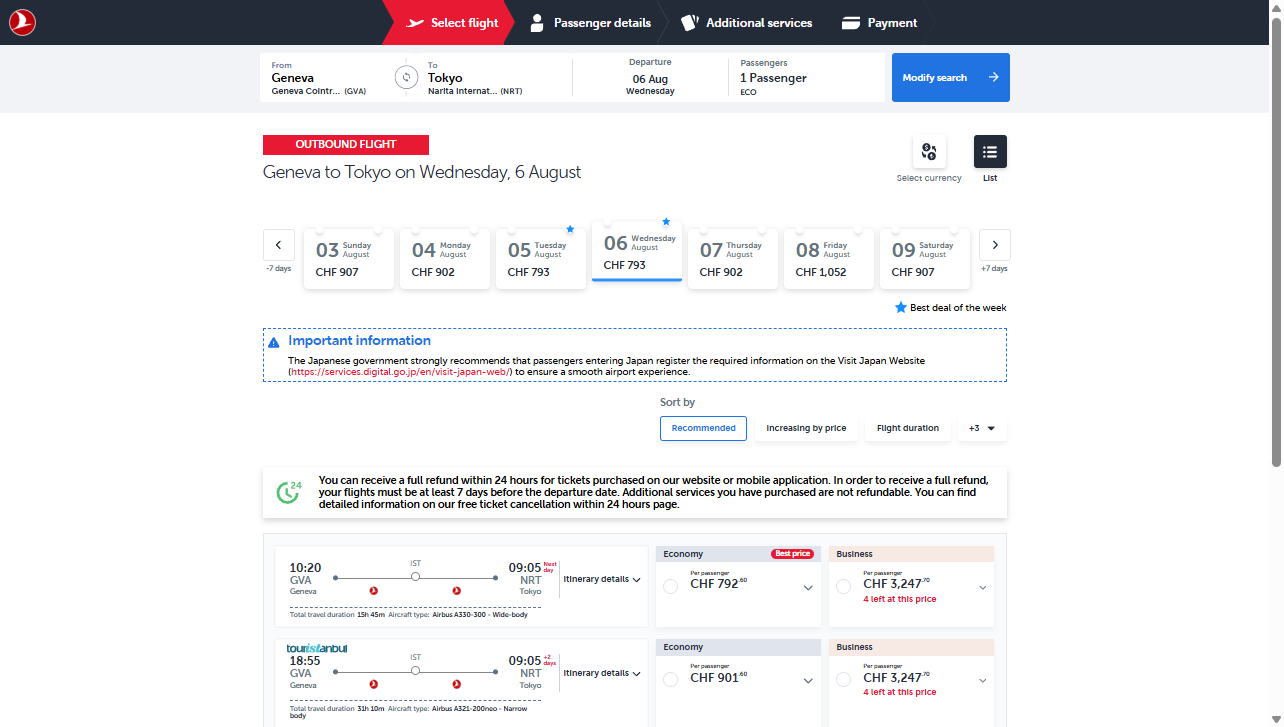 Select flight
Passenger details
Additional services
Payment
From
Geneva
Geneva Cointr... (GVA)
To
Tokyo
Narita Internat... (NRT)
Departure
06 Aug
Wednesday
Passengers
1 Passenger
ECO
Modify search
OUTBOUND FLIGHT
Geneva to Tokyo on Wednesday, 6 August
Select currency
List
-7 days
03 Sunday August
CHF 907
04 Monday August
CHF 902
05 Tuesday August
CHF 793
06 Wednesday August
CHF 793
07 Thursday August
CHF 902
08 Friday August
CHF 1,052
09 Saturday August
CHF 907
+7 days
Best deal of the week
Important information
The Japanese government strongly recommends that passengers entering Japan register the required information on the Visit Japan Website
(https://services.digital.go.jp/en/visit-japan-web/) to ensure a smooth airport experience.
Sort by
Recommended
Increasing by price
Flight duration
+3
24
You can receive a full refund within 24 hours for tickets purchased on our website or mobile application. In order to receive a full refund,
your flights must be at least 7 days before the departure date. Additional services you have purchased are not refundable. You can find
detailed information on our free ticket cancellation within 24 hours page.
10:20
GVA
Geneva
IST
09:05 Next day
NRT
Tokyo
Itinerary details
Total travel duration 15h 45m Aircraft type: Airbus A330-300 - Wide-body
Economy
Best price
Per passenger
CHF 792.60
Business
Per passenger
CHF 3,247.70
4 left at this price
touristanbul
18:55
GVA
Geneva
IST
09:05 +2 days
NRT
Tokyo
Itinerary details
Total travel duration 31h 10m Aircraft type: Airbus A321-200neo - Narrow
body
Economy
Per passenger
CHF 901.60
Business
Per passenger
CHF 3,247.70
4 left at this price